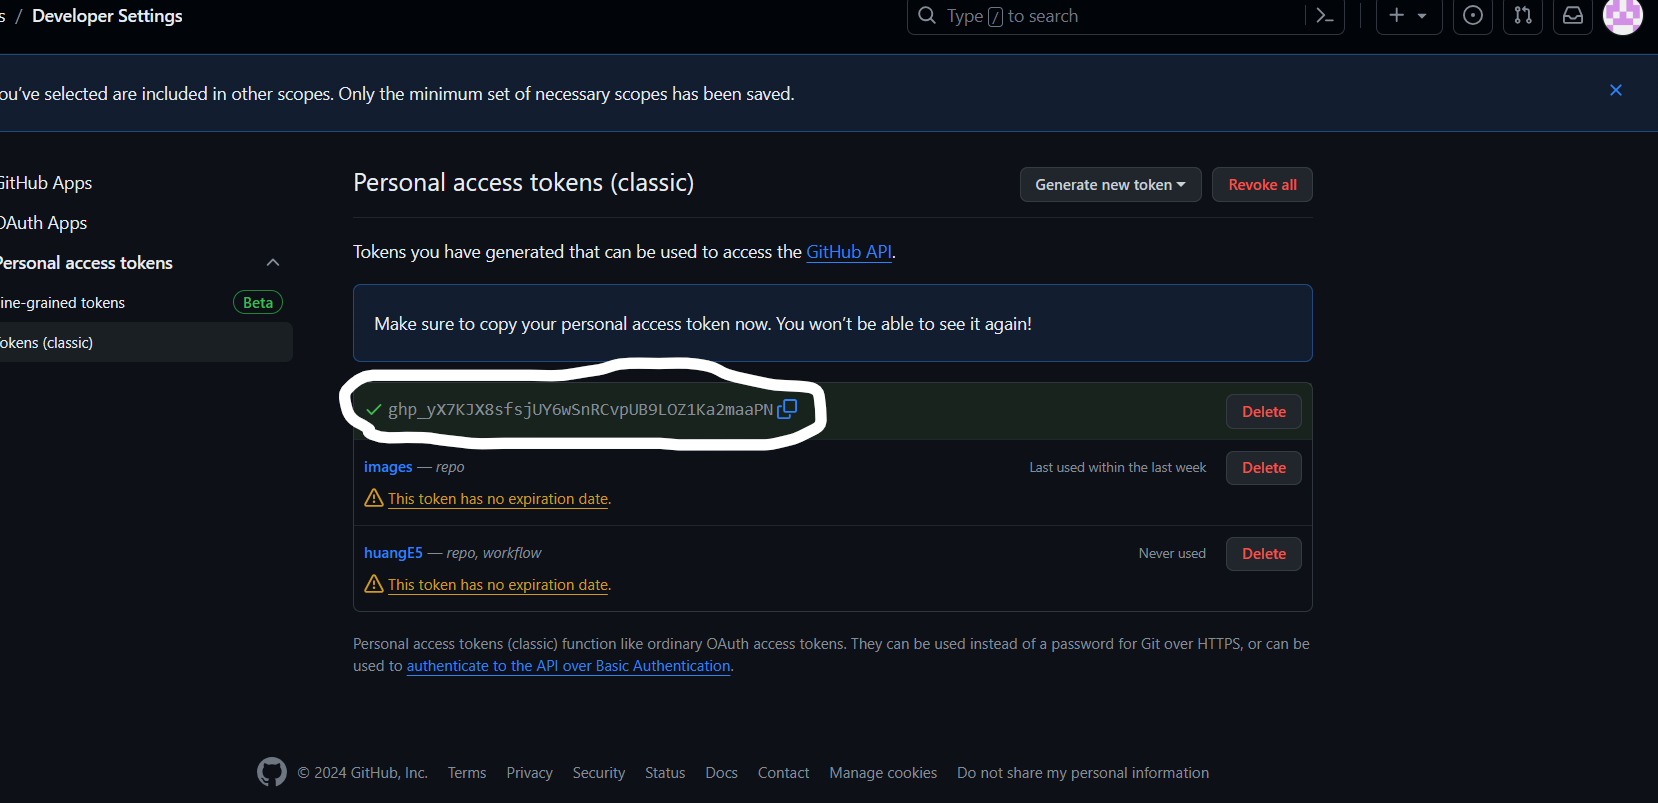 s / Developer Settings
Type / to search
ou’ve selected are included in other scopes. Only the minimum set of necessary scopes has been saved.
GitHub Apps
OAuth Apps
Personal access tokens
ine-grained tokens
Beta
okens (classic)
Personal access tokens (classic)
Generate new token
Revoke all
Tokens you have generated that can be used to access the GitHub API.
Make sure to copy your personal access token now. You won’t be able to see it again!
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
Delete
images — repo
Last used within the last week
Delete
This token has no expiration date.
huangE5 — repo, workflow
Never used
Delete
This token has no expiration date.
Personal access tokens (classic) function like ordinary OAuth access tokens. They can be used instead of a password for Git over HTTPS, or can be
used to authenticate to the API over Basic Authentication.
© 2024 GitHub, Inc.
Terms
Privacy
Security
Status
Docs
Contact
Manage cookies
Do not share my personal information